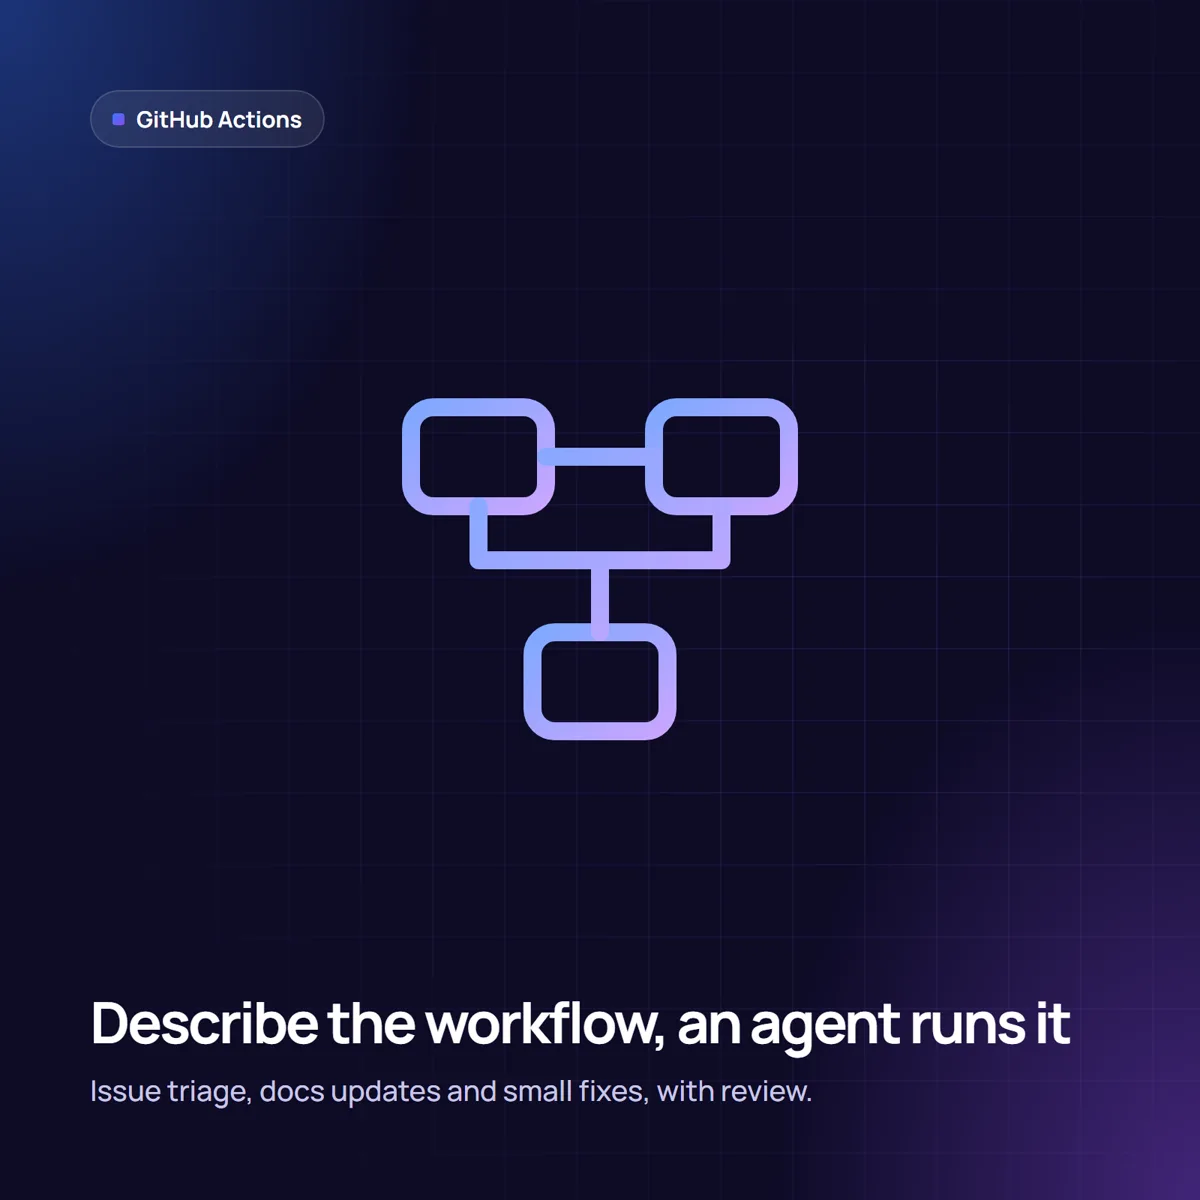 GitHub Actions
Describe the workflow, an agent runs it
Issue triage, docs updates and small fixes, with review.